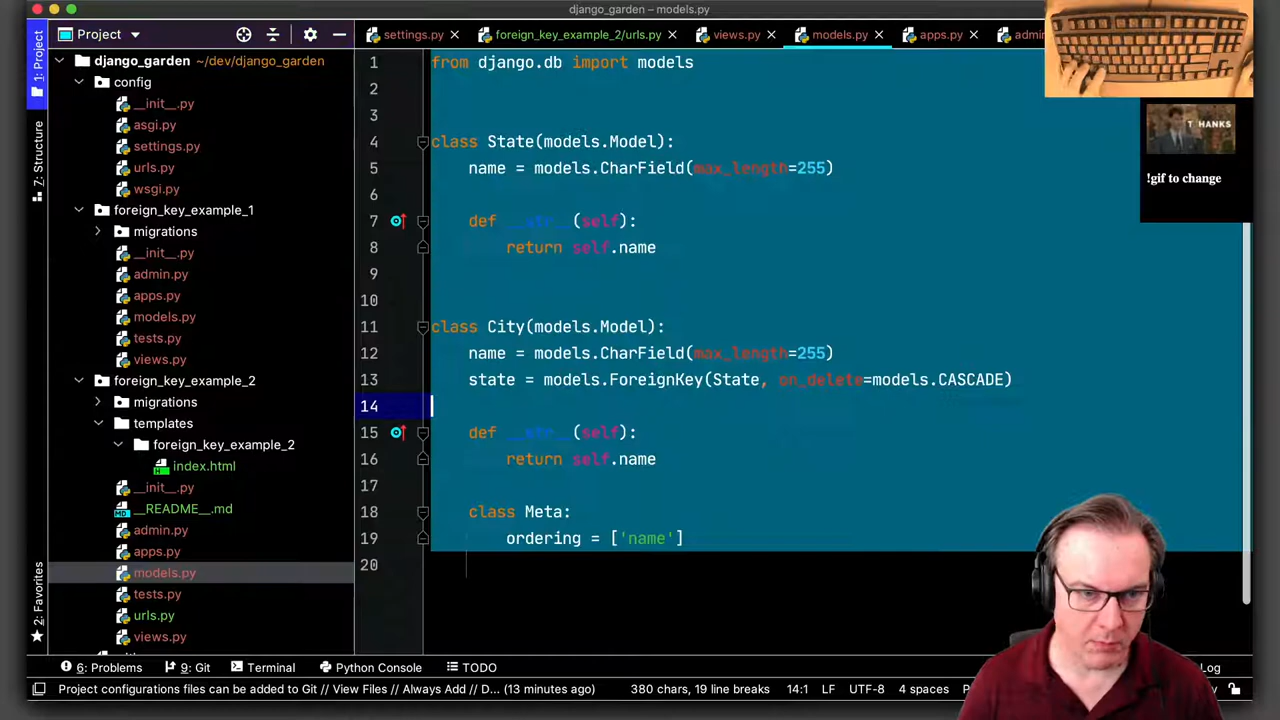 django_garden – models.py
Project
settings.py
foreign_key_example_2/urls.py
views.py
models.py
apps.py
admin
1: Project
7: Structure
2: Favorites
django_garden ~/dev/django_garden
config
__init__.py
asgi.py
settings.py
urls.py
wsgi.py
foreign_key_example_1
migrations
__init__.py
admin.py
apps.py
models.py
tests.py
views.py
foreign_key_example_2
migrations
templates
foreign_key_example_2
index.html
__init__.py
__README__.md
admin.py
apps.py
models.py
tests.py
urls.py
views.py
1 from django.db import models
2
3
4 class State(models.Model):
5 name = models.CharField(max_length=255)
6
7 def __str__(self):
8 return self.name
9
10
11 class City(models.Model):
12 name = models.CharField(max_length=255)
13 state = models.ForeignKey(State, on_delete=models.CASCADE)
14
15 def __str__(self):
16 return self.name
17
18 class Meta:
19 ordering = ['name']
20
T HANKS
!gif to change
6: Problems
9: Git
Terminal
Python Console
TODO
Log
Project configurations files can be added to Git // View Files // Always Add // D... (13 minutes ago)
380 chars, 19 line breaks
14:1
LF
UTF-8
4 spaces